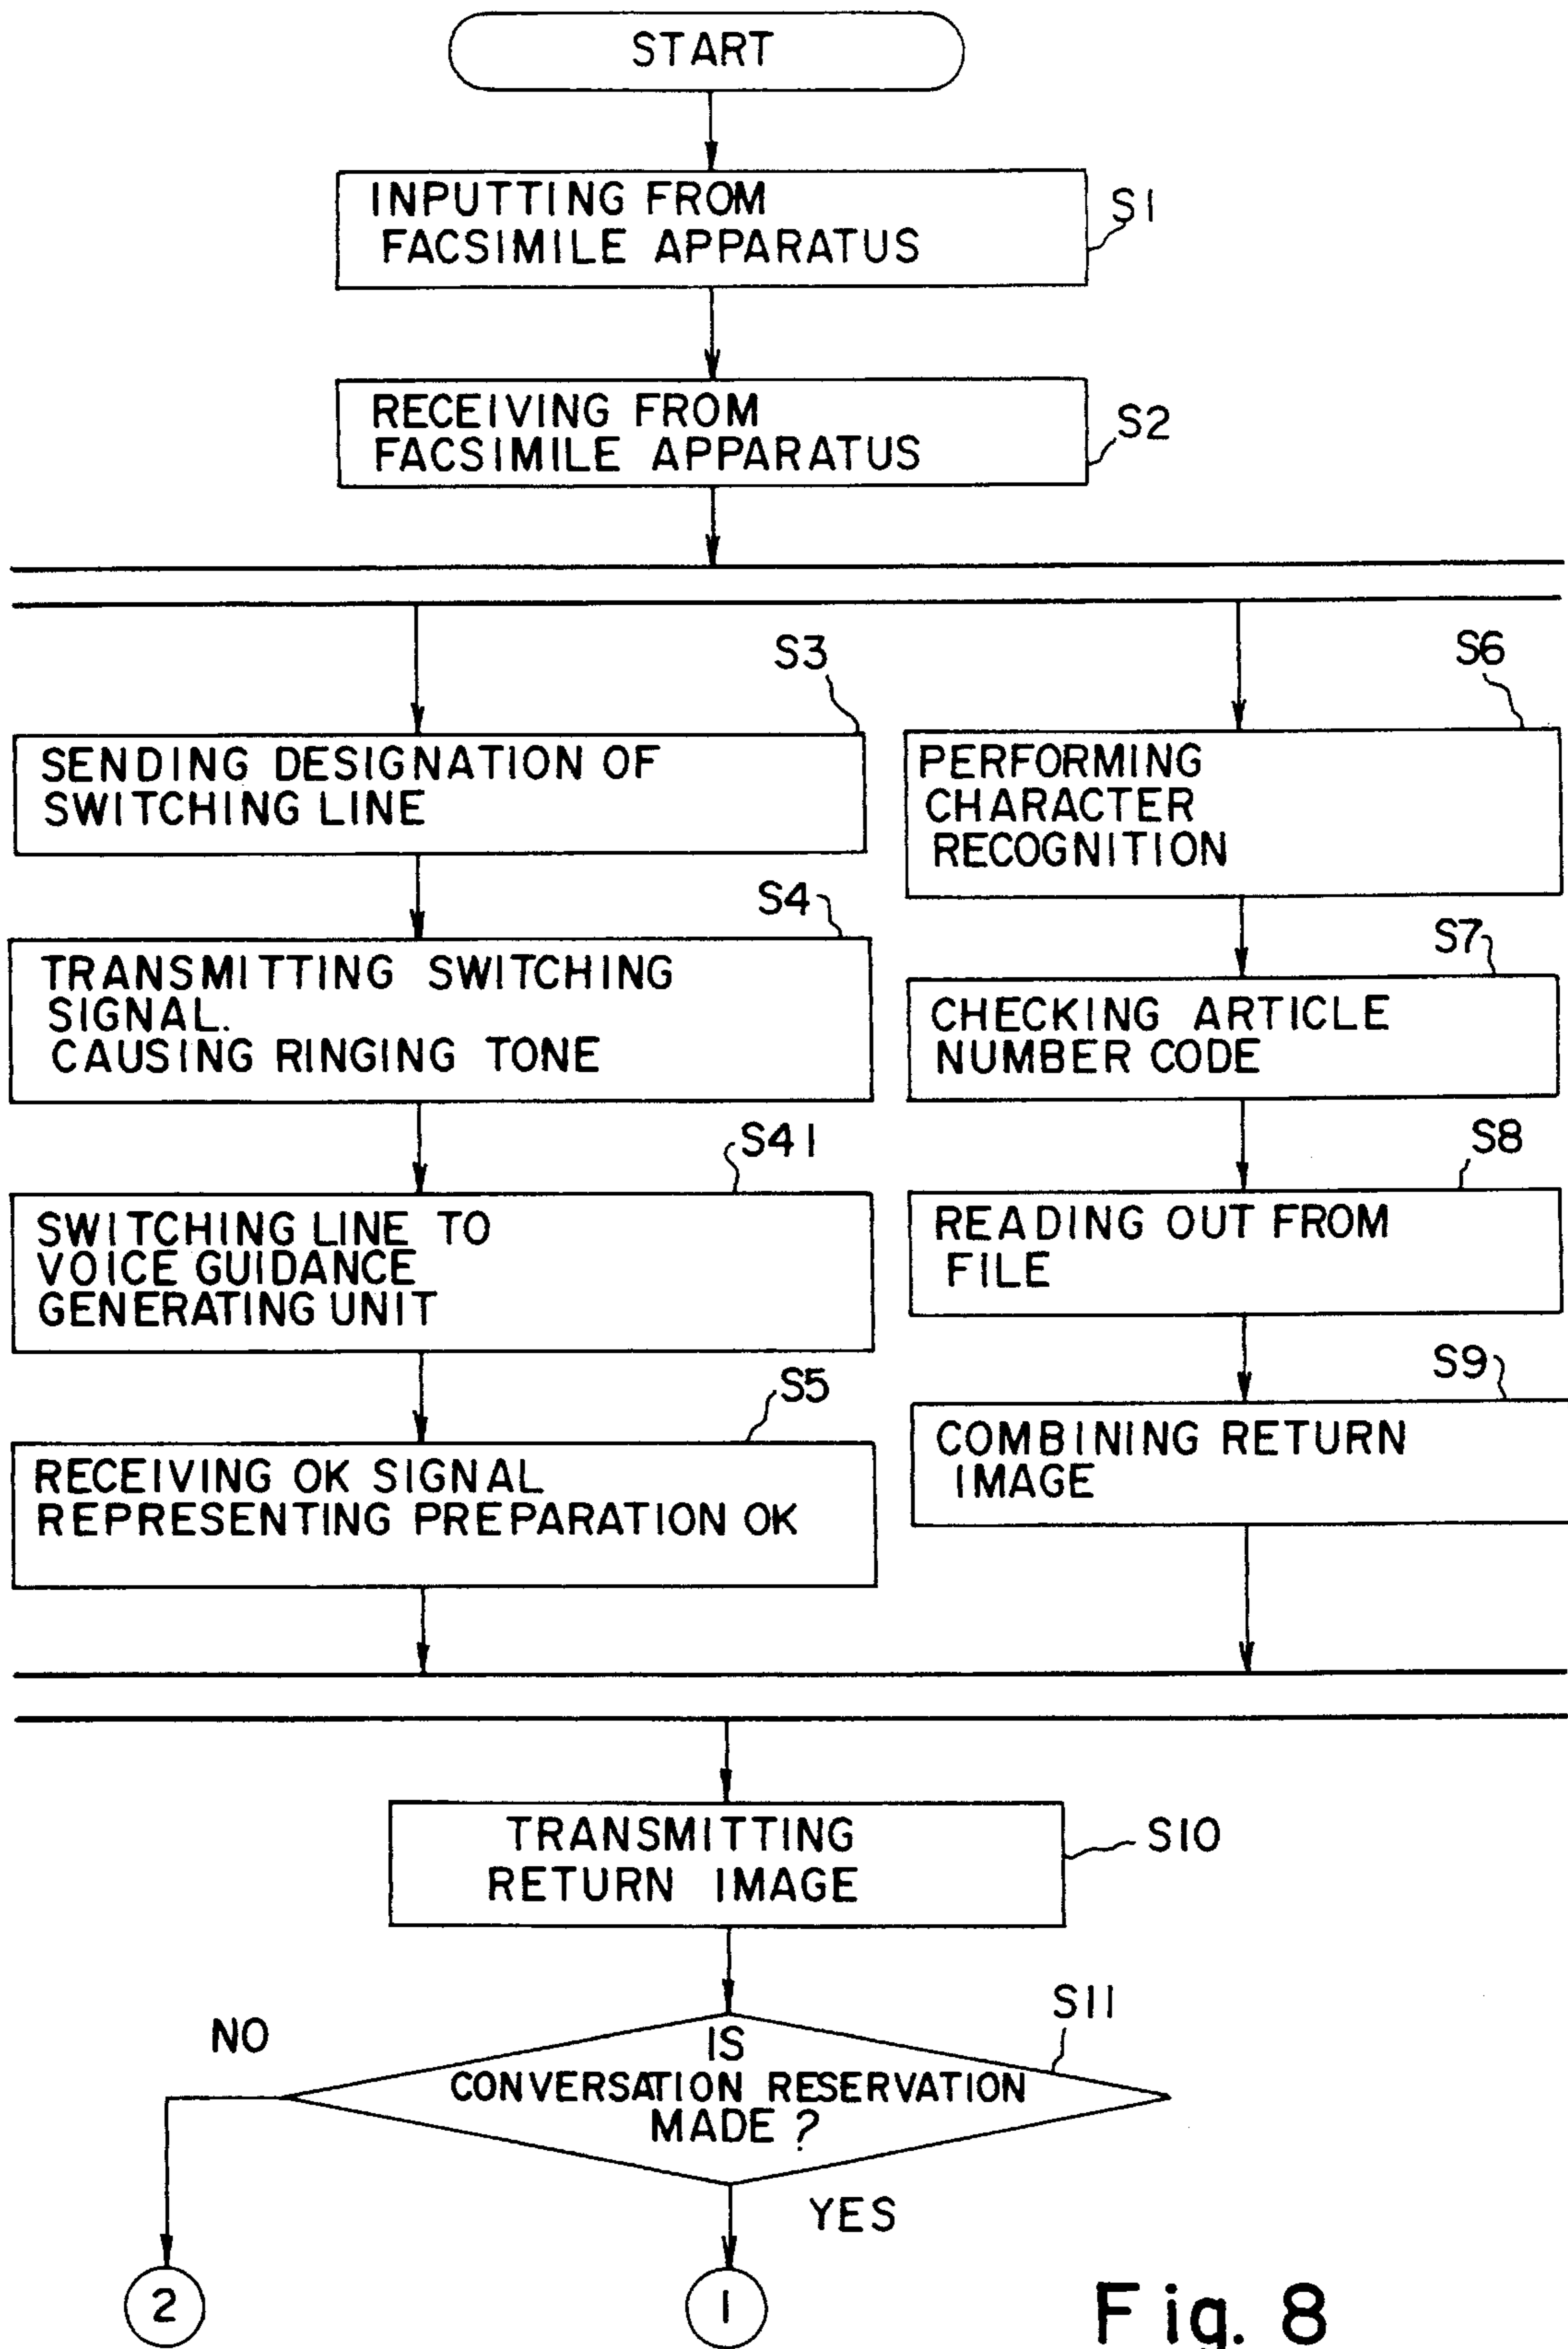 START
INPUTTING FROM
FACSIMILE APPARATUS
S1
RECEIVING FROM
FACSIMILE APPARATUS
S2
S3
SENDING DESIGNATION OF
SWITCHING LINE
S4
TRANSMITTING SWITCHING
SIGNAL.
CAUSING RINGING TONE
S41
SWITCHING LINE TO
VOICE GUIDANCE
GENERATING UNIT
S5
RECEIVING OK SIGNAL
REPRESENTING PREPARATION OK
S6
PERFORMING
CHARACTER
RECOGNITION
S7
CHECKING ARTICLE
NUMBER CODE
S8
READING OUT FROM
FILE
S9
COMBINING RETURN
IMAGE
TRANSMITTING
RETURN IMAGE
S10
S11
IS
CONVERSATION RESERVATION
MADE?
NO
YES
2
1
Fig. 8